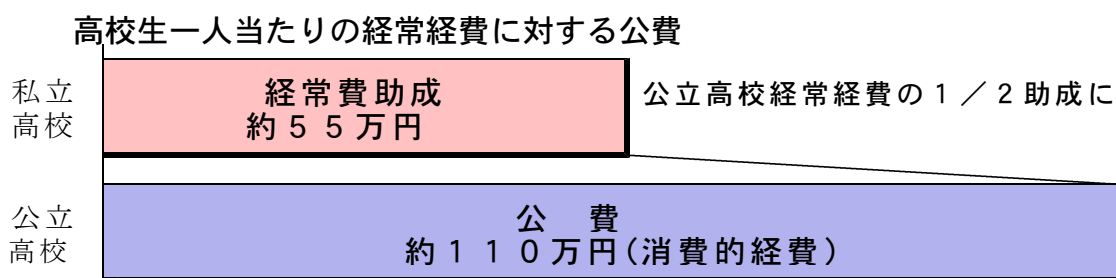 高校生一人当たりの経常経費に対する公費
私立
高校
経常費助成
約５５万円
公立高校経常経費の１／２助成に
公立
高校
公　費
約１１０万円(消費的経費)